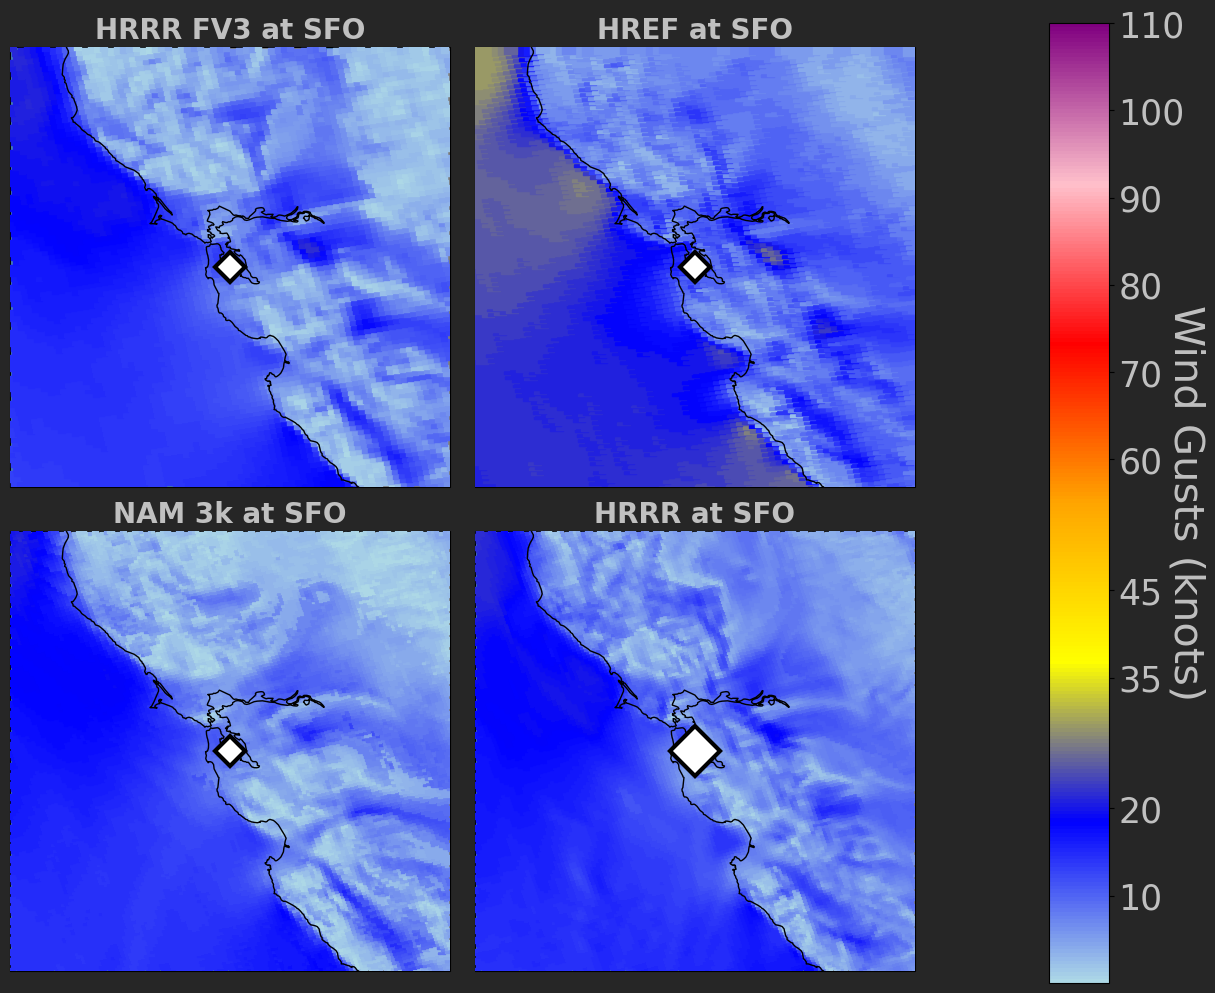 HRRR FV3 at SFO
HREF at SFO
NAM 3k at SFO
HRRR at SFO
110
100
90
80
70
60
45
35
20
10
Wind Gusts (knots)